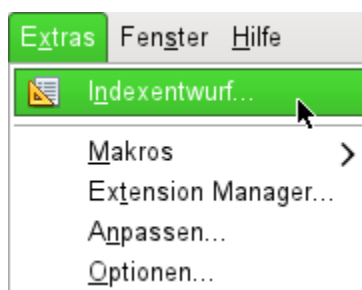 Extras Fenster Hilfe
Indexentwurf...
Makros
Extension Manager...
Anpassen...
Optionen...